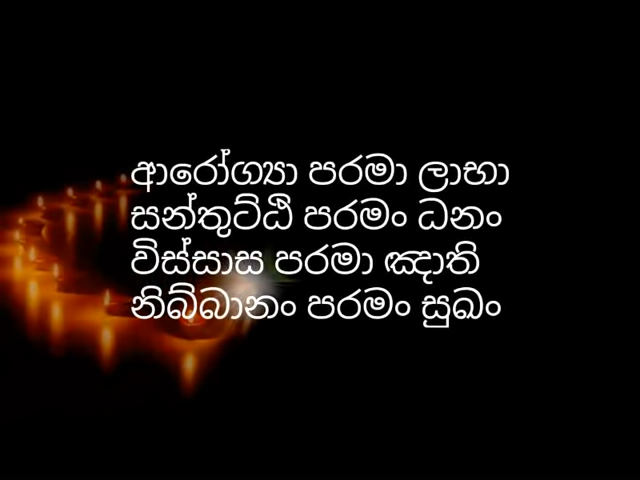 ආරෝග්‍යා පරමා ලාභා
සන්තුට්ඨි පරමං ධනං
විස්සාස පරමා ඤාති
නිබ්බානං පරමං සුඛං